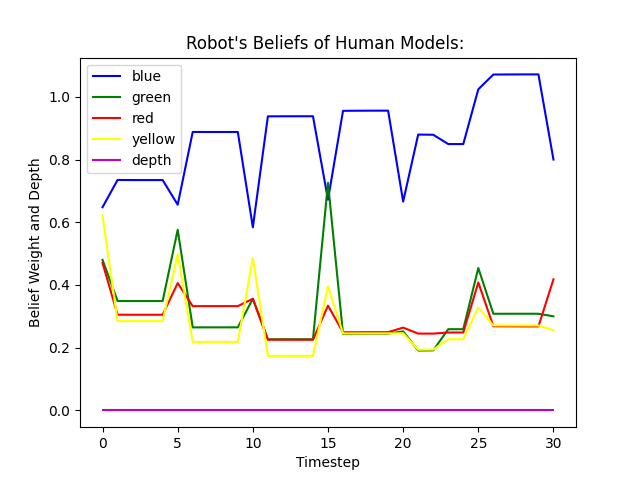 Robot's Beliefs of Human Models:
blue
green
red
yellow
depth
Belief Weight and Depth
1.0
0.8
0.6
0.4
0.2
0.0
0 5 10 15 20 25 30
Timestep